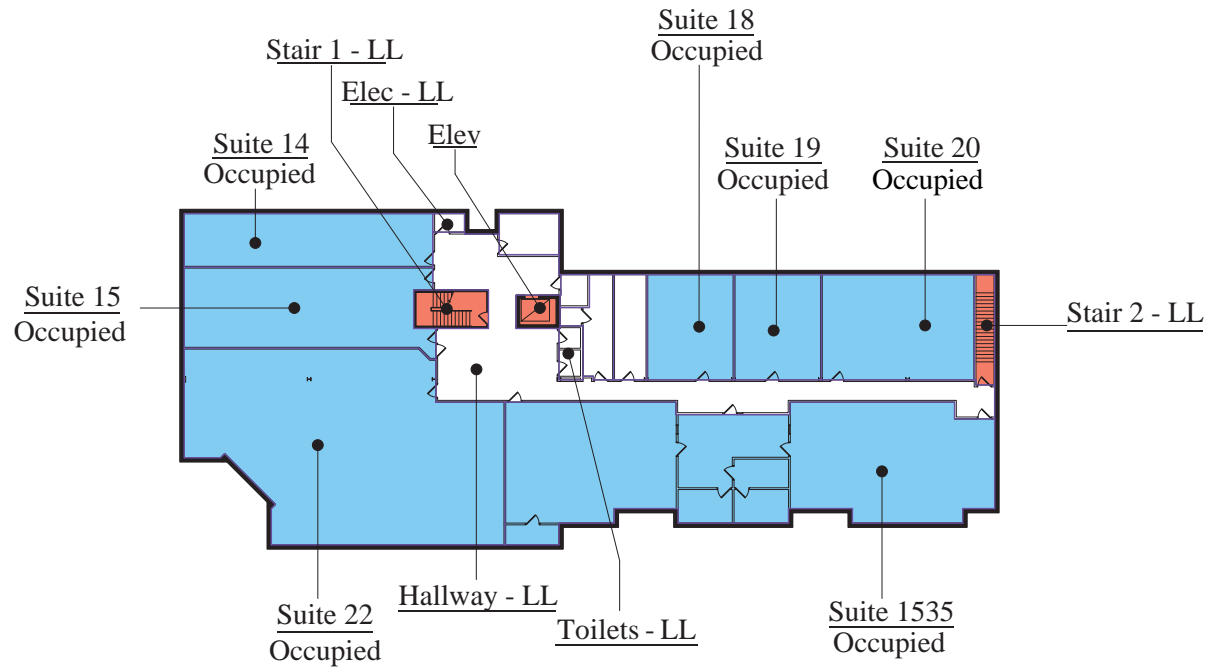 Suite 18
Occupied
Stair 1 - LL
Elec - LL
Elev
Suite 14
Occupied
Suite 19
Occupied
Suite 20
Occupied
Suite 15
Occupied
Stair 2 - LL
Hallway - LL
Suite 22
Occupied
Toilets - LL
Suite 1535
Occupied